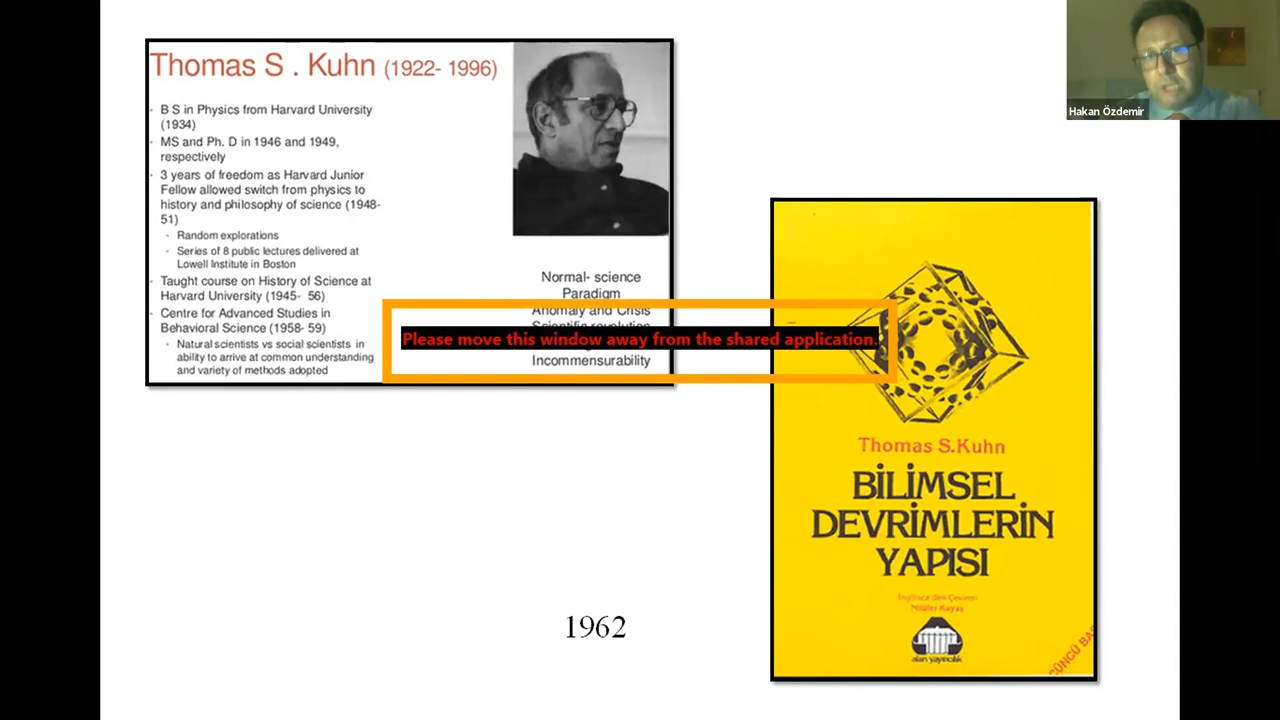 Thomas S . Kuhn (1922- 1996)
B S in Physics from Harvard University
(1934)
MS and Ph. D in 1946 and 1949,
respectively
3 years of freedom as Harvard Junior
Fellow allowed switch from physics to
history and philosophy of science (1948-
51)
Random explorations
Series of 8 public lectures delivered at
Lowell Institute in Boston
Taught course on History of Science at
Harvard University (1945- 56)
Centre for Advanced Studies in
Behavioral Science (1958- 59)
Natural scientists vs social scientists in
ability to arrive at common understanding
and variety of methods adopted
Normal- science
Paradigm
Anomaly and Crisis
Scientific revolution
Please move this window away from the shared application.
Incommensurability
Hakan Özdemir
Thomas S.Kuhn
BİLİMSEL
DEVRİMLERİN
YAPISI
İngilizce'den Çeviren
Nilüfer Kuyaş
alan yayıncılık
1962